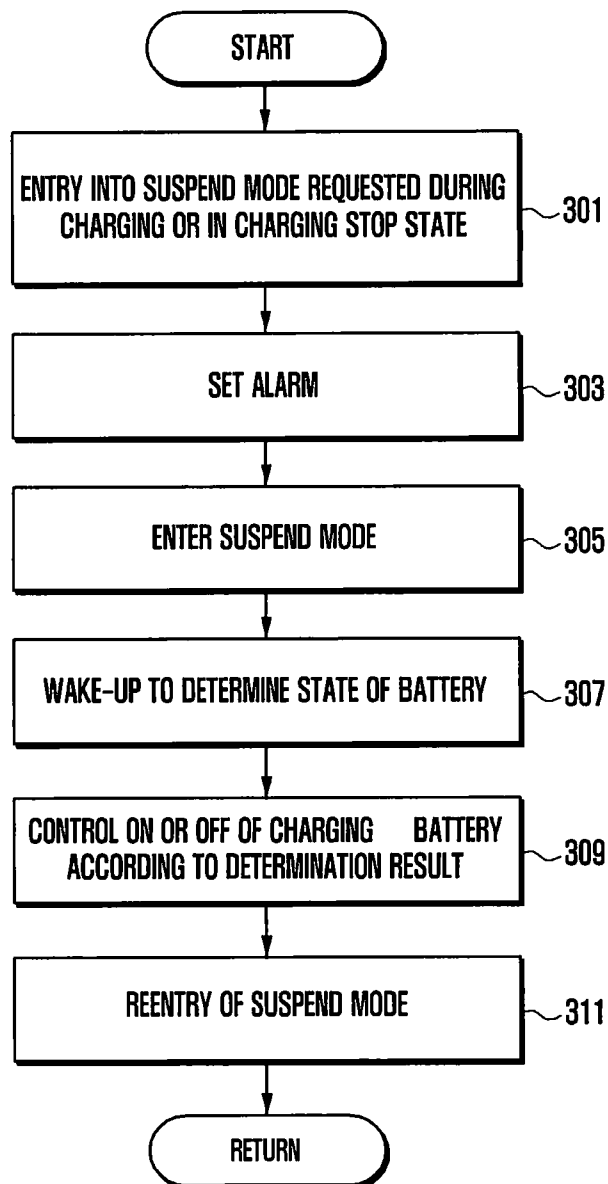 START
ENTRY INTO SUSPEND MODE REQUESTED DURING
CHARGING OR IN CHARGING STOP STATE
301
SET ALARM
303
ENTER SUSPEND MODE
305
WAKE-UP TO DETERMINE STATE OF BATTERY
307
CONTROL ON OR OFF OF CHARGING BATTERY
ACCORDING TO DETERMINATION RESULT
309
REENTRY OF SUSPEND MODE
311
RETURN